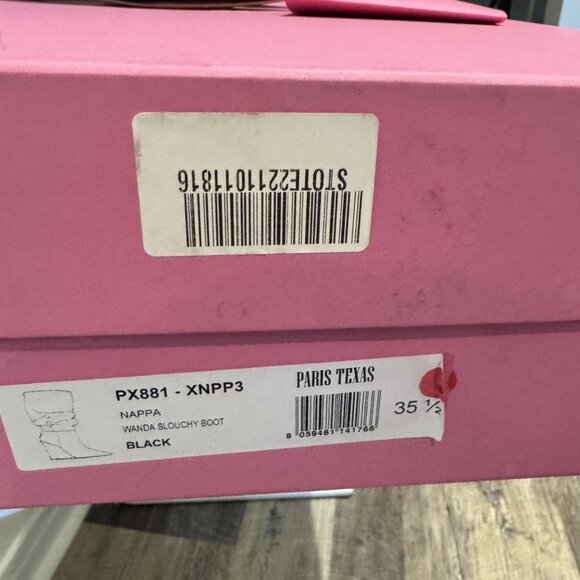 STOTE2211011816
PX881 - XNPP3
NAPPA
WANDA SLOUCHY BOOT
BLACK
PARIS TEXAS
8 059481 141766
35 ½